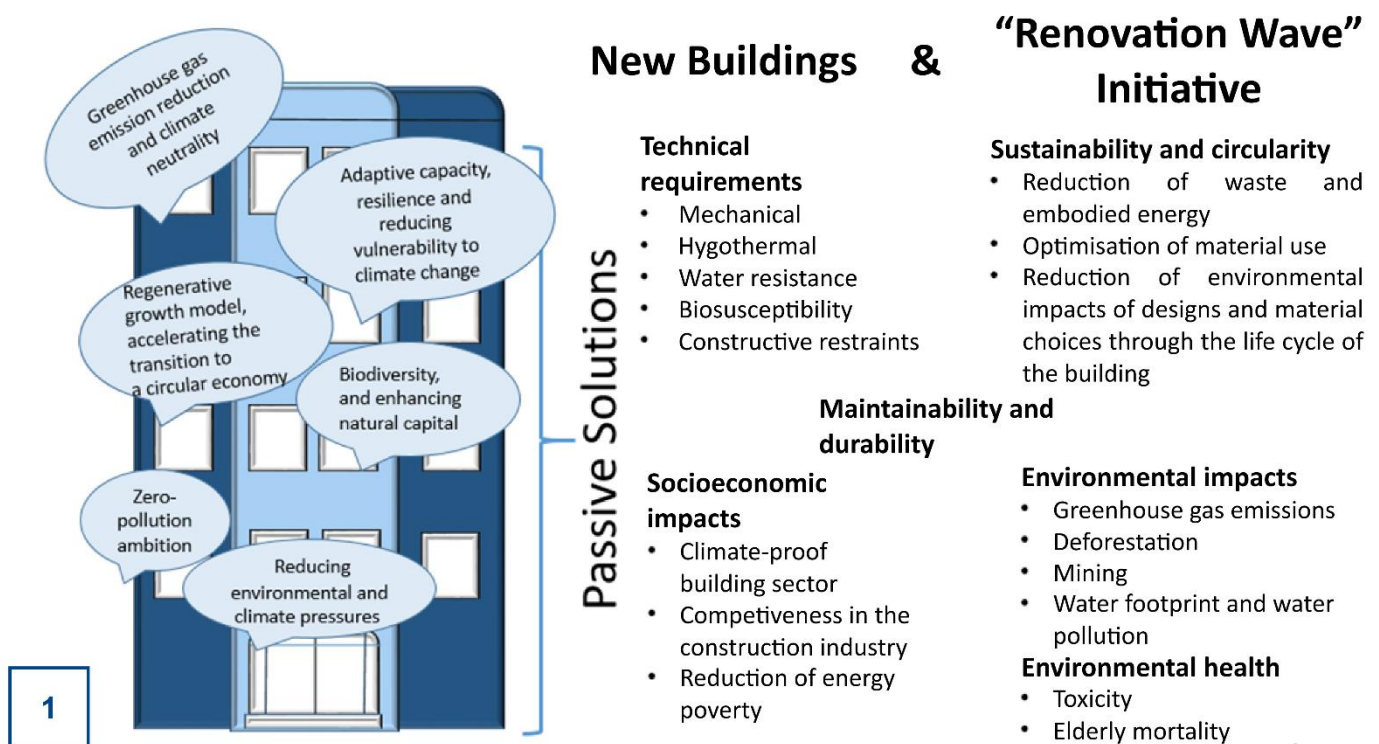 New Buildings & “Renovation Wave”
Initiative
Greenhouse gas
emission reduction
and climate
neutrality
Adaptive capacity,
resilience and
reducing
vulnerability to
climate change
Regenerative
growth model,
accelerating the
transition to
a circular economy
Biodiversity,
and enhancing
natural capital
Zero-
pollution
ambition
Reducing
environmental and
climate pressures
Passive Solutions
Technical
requirements
• Mechanical
• Hygothermal
• Water resistance
• Biosusceptibility
• Constructive restraints
Sustainability and circularity
• Reduction of waste and
embodied energy
• Optimisation of material use
• Reduction of environmental
impacts of designs and material
choices through the life cycle of
the building
Maintainability and
durability
Socioeconomic
impacts
• Climate-proof
building sector
• Competiveness in the
construction industry
• Reduction of energy
poverty
Environmental impacts
• Greenhouse gas emissions
• Deforestation
• Mining
• Water footprint and water
pollution
Environmental health
• Toxicity
• Elderly mortality
1